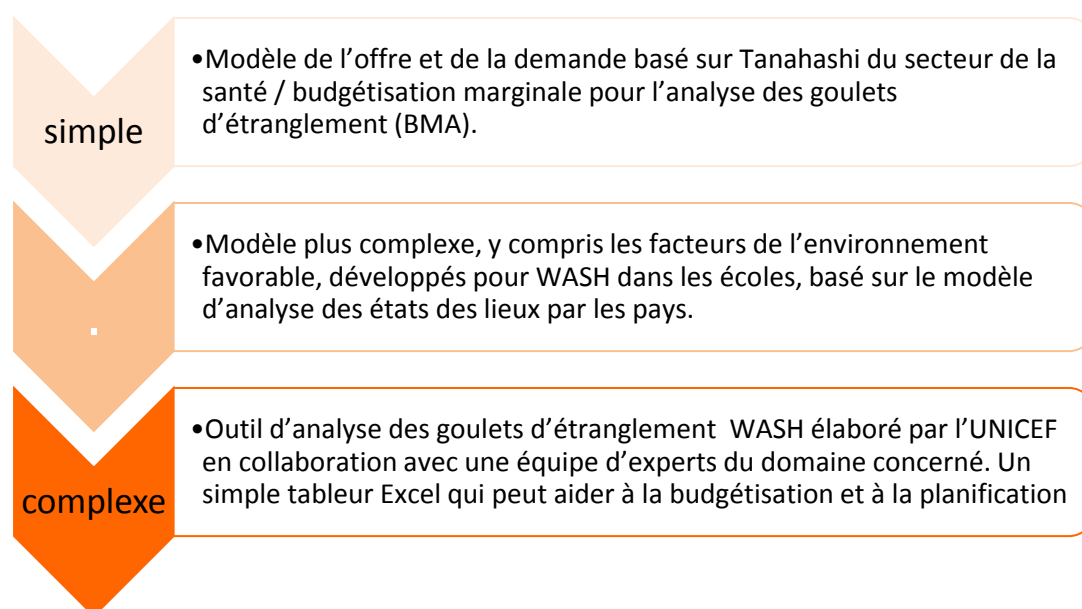 simple
•Modèle de l’offre et de la demande basé sur Tanahashi du secteur de la
santé / budgétisation marginale pour l’analyse des goulets
d’étranglement (BMA).
.
•Modèle plus complexe, y compris les facteurs de l’environnement
favorable, développés pour WASH dans les écoles, basé sur le modèle
d’analyse des états des lieux par les pays.
complexe
•Outil d’analyse des goulets d’étranglement  WASH élaboré par l’UNICEF
en collaboration avec une équipe d’experts du domaine concerné. Un
simple tableur Excel qui peut aider à la budgétisation et à la planification